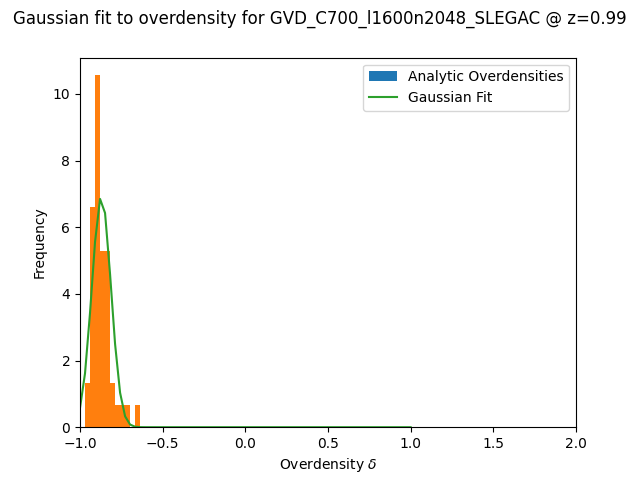 Gaussian fit to overdensity for GVD_C700_l1600n2048_SLEGAC @ z=0.99
Analytic Overdensities
Gaussian Fit
Frequency
10
8
6
4
2
0
−1.0 −0.5 0.0 0.5 1.0 1.5 2.0
Overdensity δ